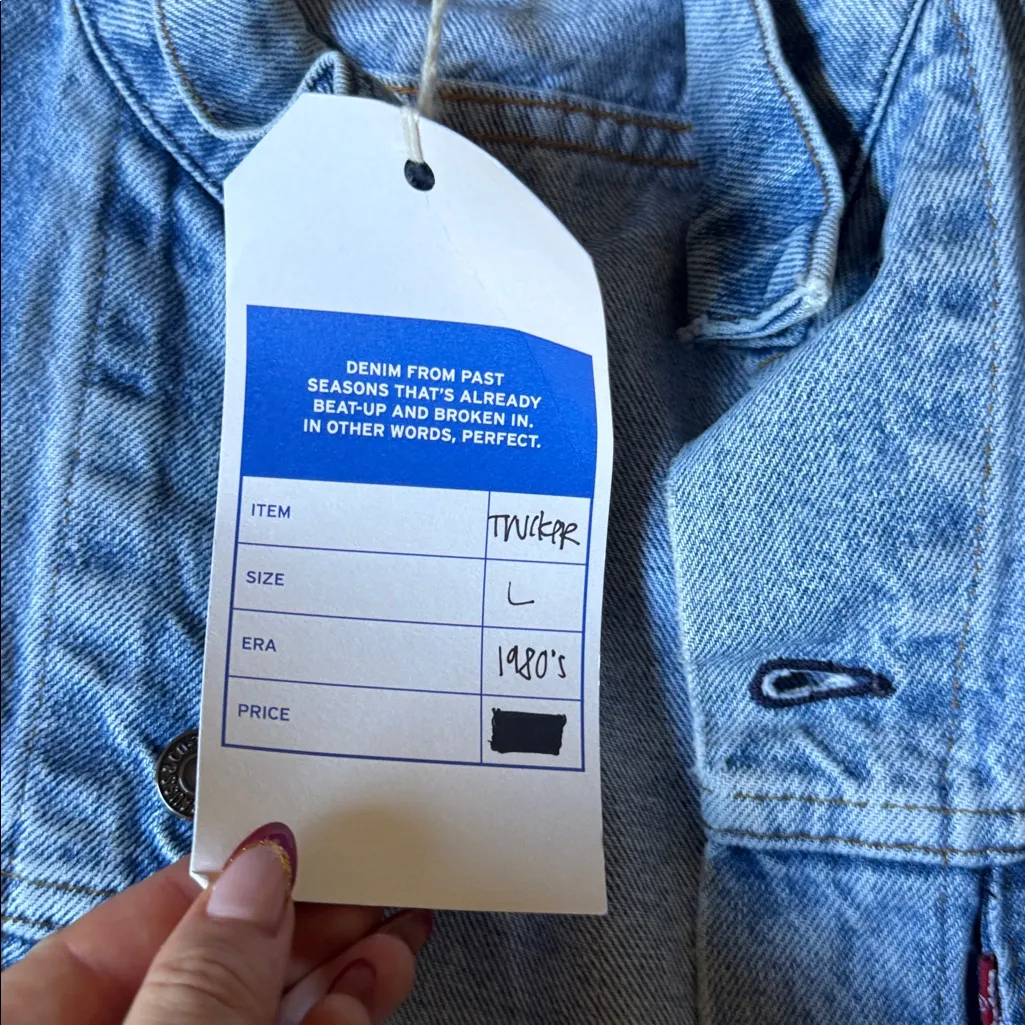 DENIM FROM PAST
SEASONS THAT'S ALREADY
BEAT-UP AND BROKEN IN.
IN OTHER WORDS, PERFECT.
ITEM TRUCKER
SIZE L
ERA 1980's
PRICE